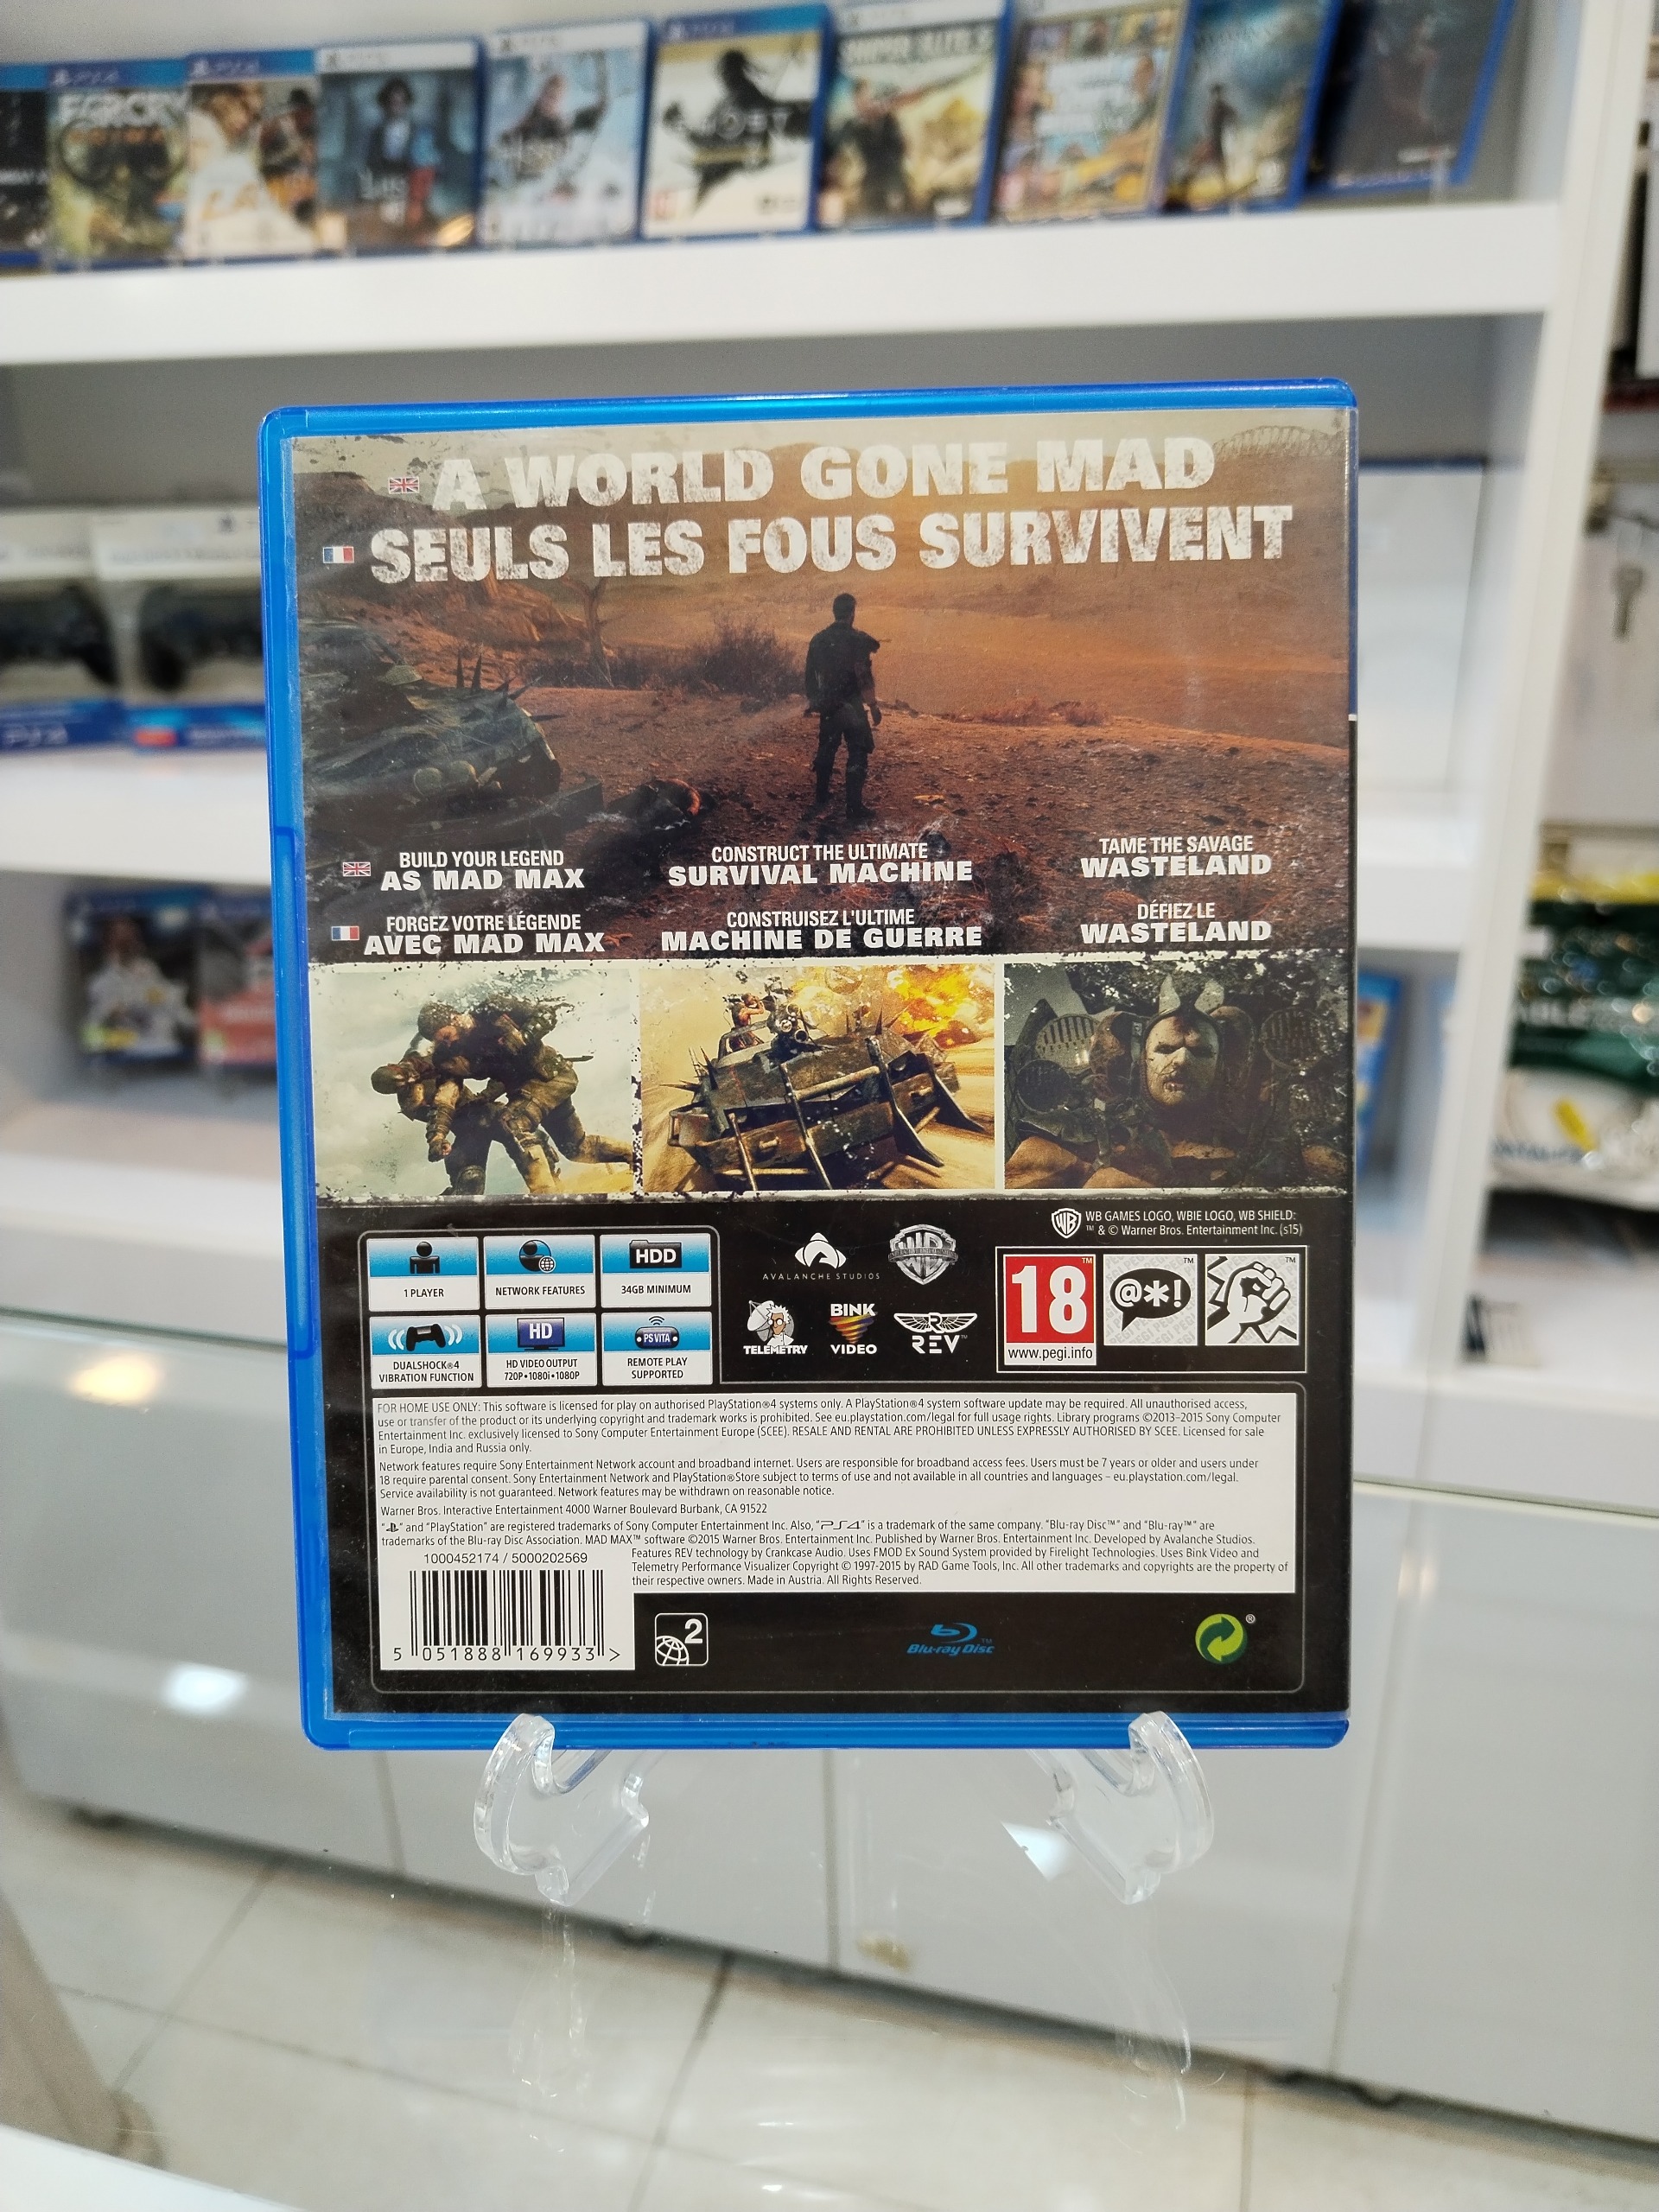 PS4
PS4
FARCRY
A WORLD GONE MAD
SEULS LES FOUS SURVIVENT
BUILD YOUR LEGEND
AS MAD MAX
CONSTRUCT THE ULTIMATE
SURVIVAL MACHINE
TAME THE SAVAGE
WASTELAND
FORGEZ VOTRE LÉGENDE
AVEC MAD MAX
CONSTRUISEZ L'ULTIME
MACHINE DE GUERRE
DÉFIEZ LE
WASTELAND
WB GAMES LOGO, WBIE LOGO, WB SHIELD:
™ & © Warner Bros. Entertainment Inc. (s15)
1 PLAYER
NETWORK FEATURES
HDD
34GB MINIMUM
DUALSHOCK®4
VIBRATION FUNCTION
HD
HD VIDEO OUTPUT
720P•1080i•1080P
PS VITA
REMOTE PLAY
SUPPORTED
AVALANCHE STUDIOS
TELEMETRY
BINK
VIDEO
REV™
18
www.pegi.info
@*!
FOR HOME USE ONLY: This software is licensed for play on authorised PlayStation®4 systems only. A PlayStation®4 system software update may be required. All unauthorised access,
use or transfer of the product or its underlying copyright and trademark works is prohibited. See eu.playstation.com/legal for full usage rights. Library programs ©2013–2015 Sony Computer
Entertainment Inc. exclusively licensed to Sony Computer Entertainment Europe (SCEE). RESALE AND RENTAL ARE PROHIBITED UNLESS EXPRESSLY AUTHORISED BY SCEE. Licensed for sale
in Europe, India and Russia only.
Network features require Sony Entertainment Network account and broadband internet. Users are responsible for broadband access fees. Users must be 7 years or older and users under
18 require parental consent. Sony Entertainment Network and PlayStation®Store subject to terms of use and not available in all countries and languages – eu.playstation.com/legal.
Service availability is not guaranteed. Network features may be withdrawn on reasonable notice.
Warner Bros. Interactive Entertainment 4000 Warner Boulevard Burbank, CA 91522
" " and "PlayStation" are registered trademarks of Sony Computer Entertainment Inc. Also, "PS4" is a trademark of the same company. "Blu-ray Disc™" and "Blu-ray™" are
trademarks of the Blu-ray Disc Association. MAD MAX™ software ©2015 Warner Bros. Entertainment Inc. Published by Warner Bros. Entertainment Inc. Developed by Avalanche Studios.
Features REV technology by Crankcase Audio. Uses FMOD Ex Sound System provided by Firelight Technologies. Uses Bink Video and
Telemetry Performance Visualizer Copyright © 1997-2015 by RAD Game Tools, Inc. All other trademarks and copyrights are the property of
their respective owners. Made in Austria. All Rights Reserved.
1000452174 / 5000202569
5 051888 169933 >
2
Blu-ray Disc™
®